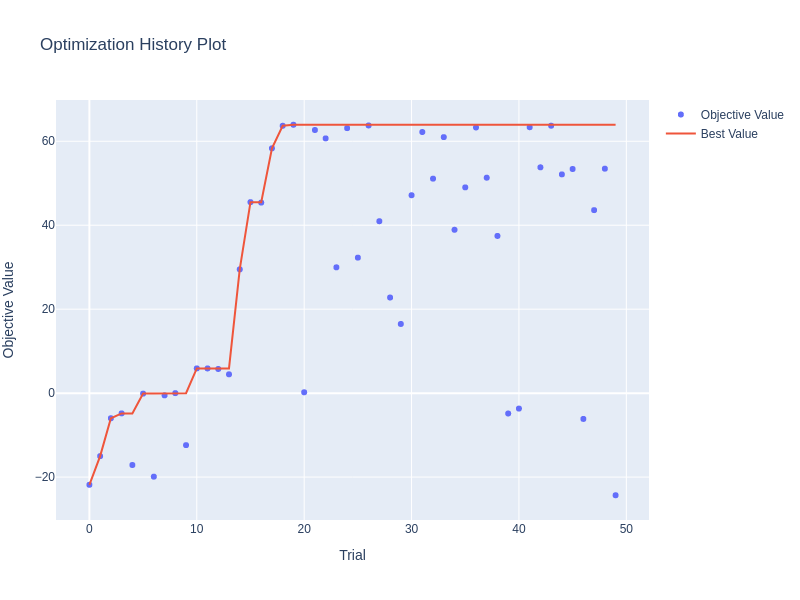 Optimization History Plot
Objective Value
Best Value
Objective Value
60
40
20
0
−20
0
10
20
30
40
50
Trial